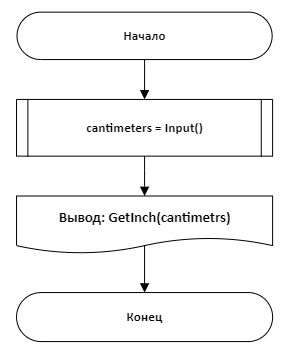 Начало
cantimeters = Input()
Вывод: GetInch(cantimetrs)
Конец